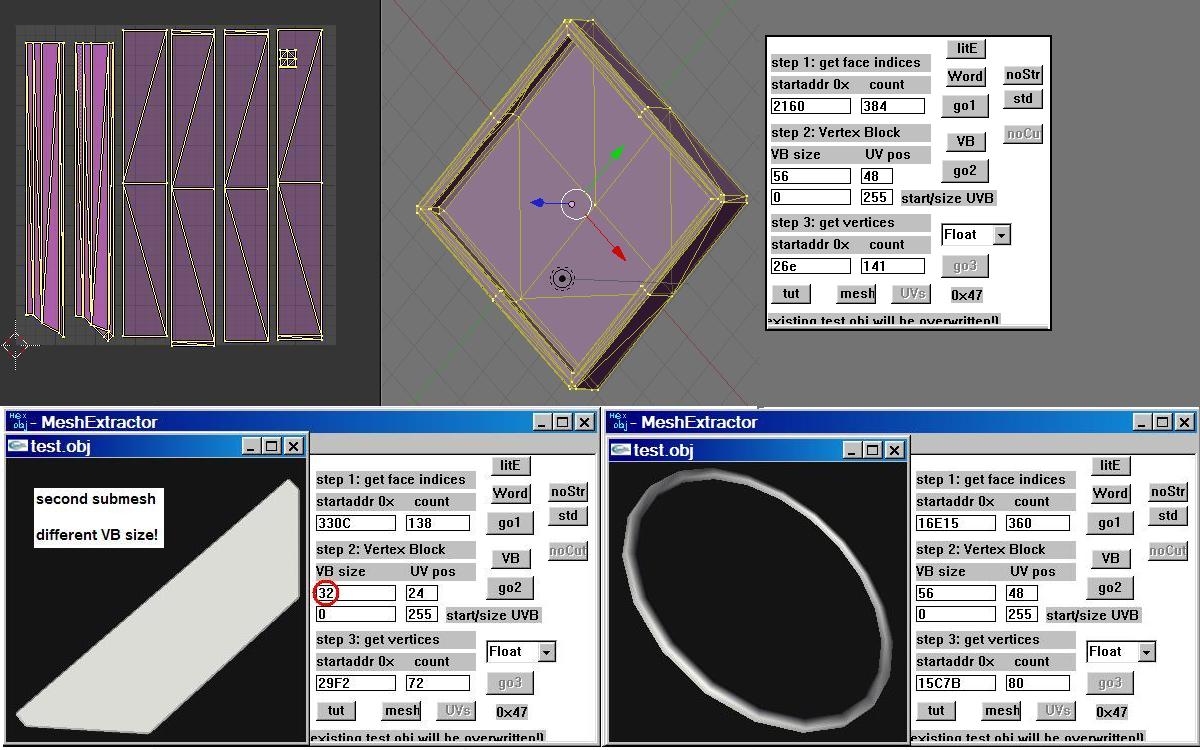 litE
step 1: get face indices
Word
noStr
startaddr 0x count
2160 384
go1
std
step 2: Vertex Block
noCu
VB
VB size UV pos
56 48
go2
0 255 start/size UVB
step 3: get vertices
Float
startaddr 0x count
26e 141
go3
tut mesh UVs 0x47
existing test obj will be overwritten!)
Hex obj - MeshExtractor
test.obj
second submesh
different VB size!
litE
step 1: get face indices
Word
noStr
startaddr 0x count
330C 138
go1
std
step 2: Vertex Block
noCut
VB
VB size UV pos
32 24
go2
0 255 start/size UVB
step 3: get vertices
Float
startaddr 0x count
29F2 72
go3
tut mesh UVs 0x47
existing test obj will be overwritten!)
Hex obj - MeshExtractor
test.obj
litE
step 1: get face indices
Word
noStr
startaddr 0x count
16E15 360
go1
std
step 2: Vertex Block
noCut
VB
VB size UV pos
56 48
go2
0 255 start/size UVB
step 3: get vertices
Float
startaddr 0x count
15C7B 80
go3
tut mesh UVs 0x47
existing test obj will be overwritten!)